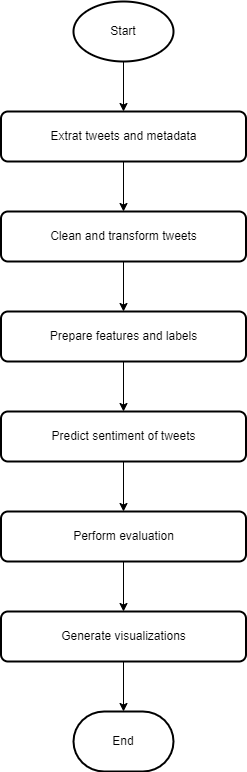 Start
Extrat tweets and metadata
Clean and transform tweets
Prepare features and labels
Predict sentiment of tweets
Perform evaluation
Generate visualizations
End